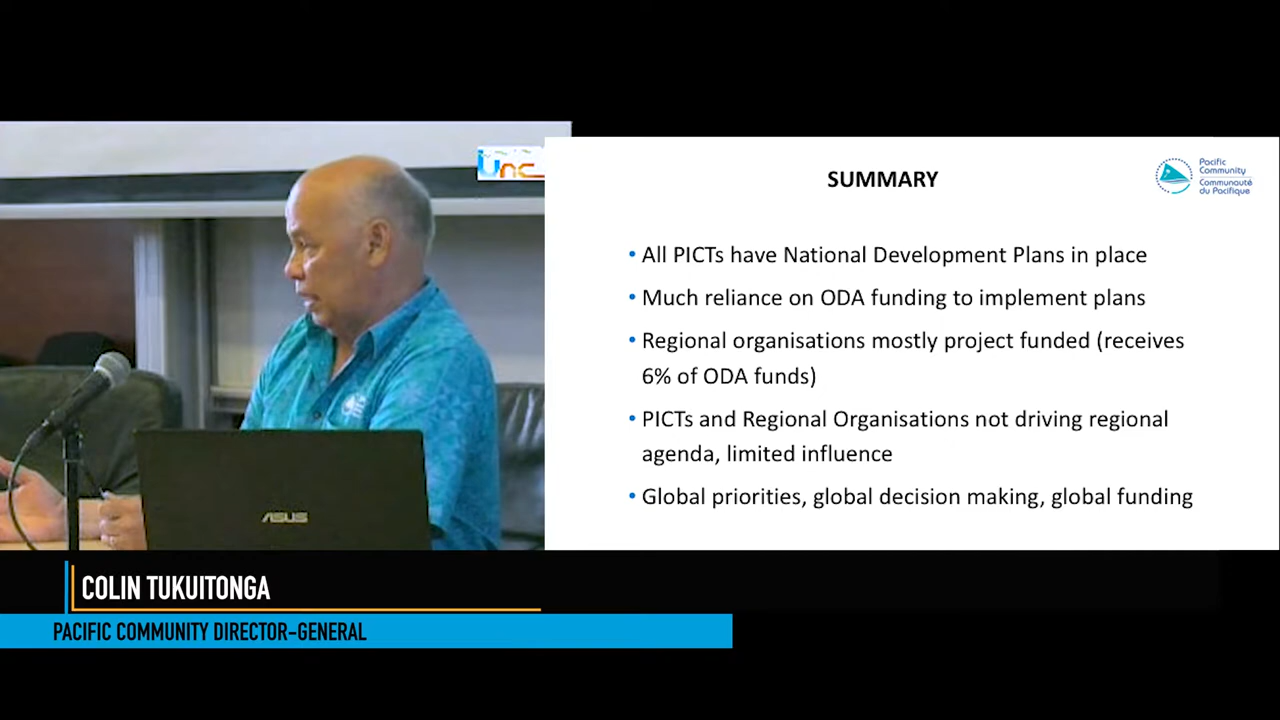 Unc
SUMMARY
Pacific
Community
Communauté
du Pacifique
• All PICTs have National Development Plans in place
• Much reliance on ODA funding to implement plans
• Regional organisations mostly project funded (receives
6% of ODA funds)
• PICTs and Regional Organisations not driving regional
agenda, limited influence
• Global priorities, global decision making, global funding
ASUS
COLIN TUKUITONGA
PACIFIC COMMUNITY DIRECTOR-GENERAL